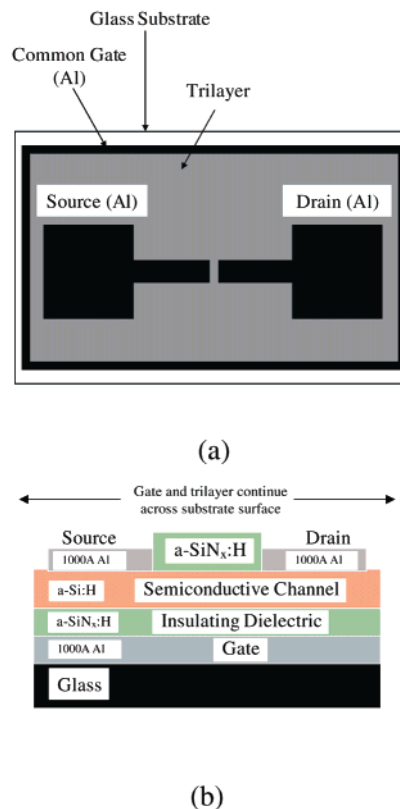 Glass Substrate
Common Gate
(Al)
Trilayer
Source (Al)
Drain (Al)
(a)
Gate and trilayer continue
across substrate surface
Source
a-SiNₓ:H
Drain
1000A Al
1000A Al
a-Si:H
Semiconductive Channel
a-SiNₓ:H
Insulating Dielectric
1000A Al
Gate
Glass
(b)